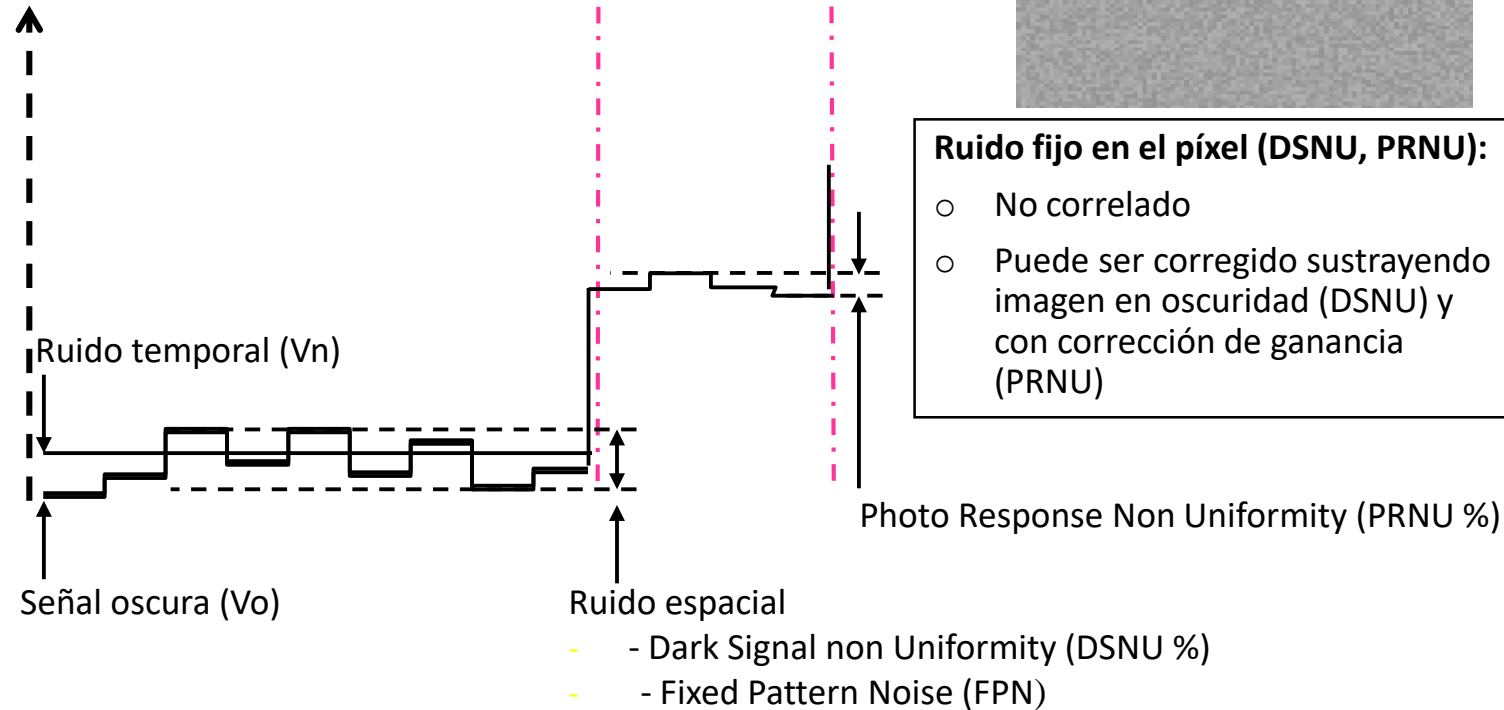 Ruido fijo en el píxel (DSNU, PRNU):
o No correlado
o Puede ser corregido sustrayendo
imagen en oscuridad (DSNU) y
con corrección de ganancia
(PRNU)
Ruido temporal (Vn)
Photo Response Non Uniformity (PRNU %)
Señal oscura (Vo)
Ruido espacial
- - Dark Signal non Uniformity (DSNU %)
- - Fixed Pattern Noise (FPN)